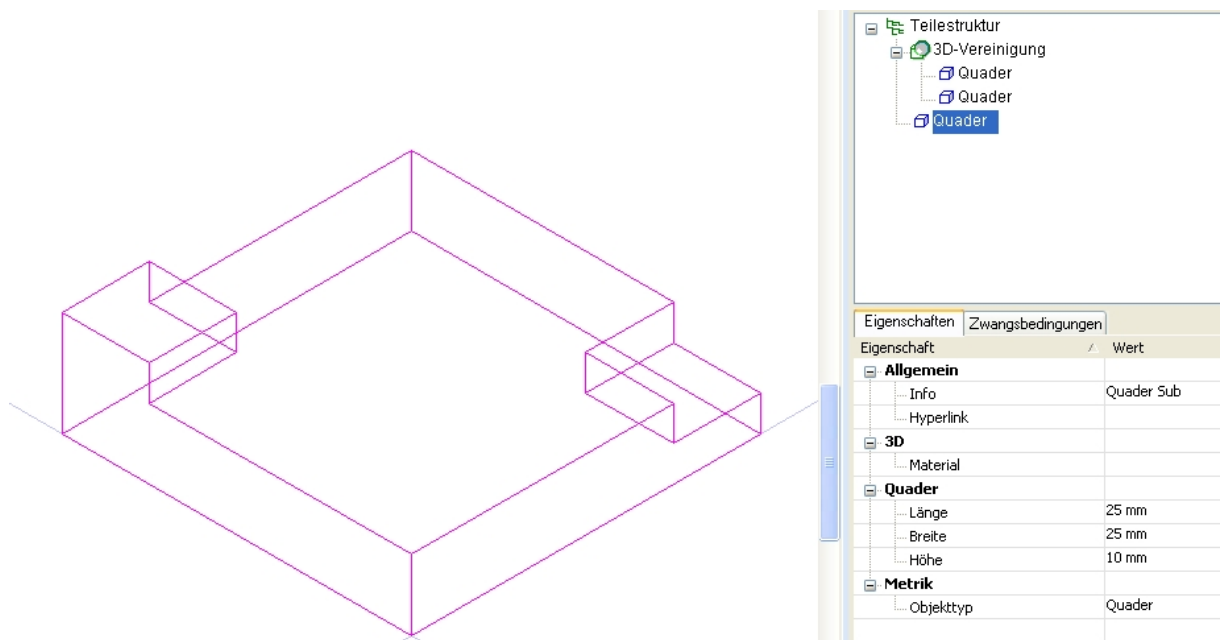 Teilestruktur
3D-Vereinigung
Quader
Quader
Quader
Eigenschaften Zwangsbedingungen
Eigenschaft Wert
Allgemein
Info Quader Sub
Hyperlink
3D
Material
Quader
Länge 25 mm
Breite 25 mm
Höhe 10 mm
Metrik
Objekttyp Quader